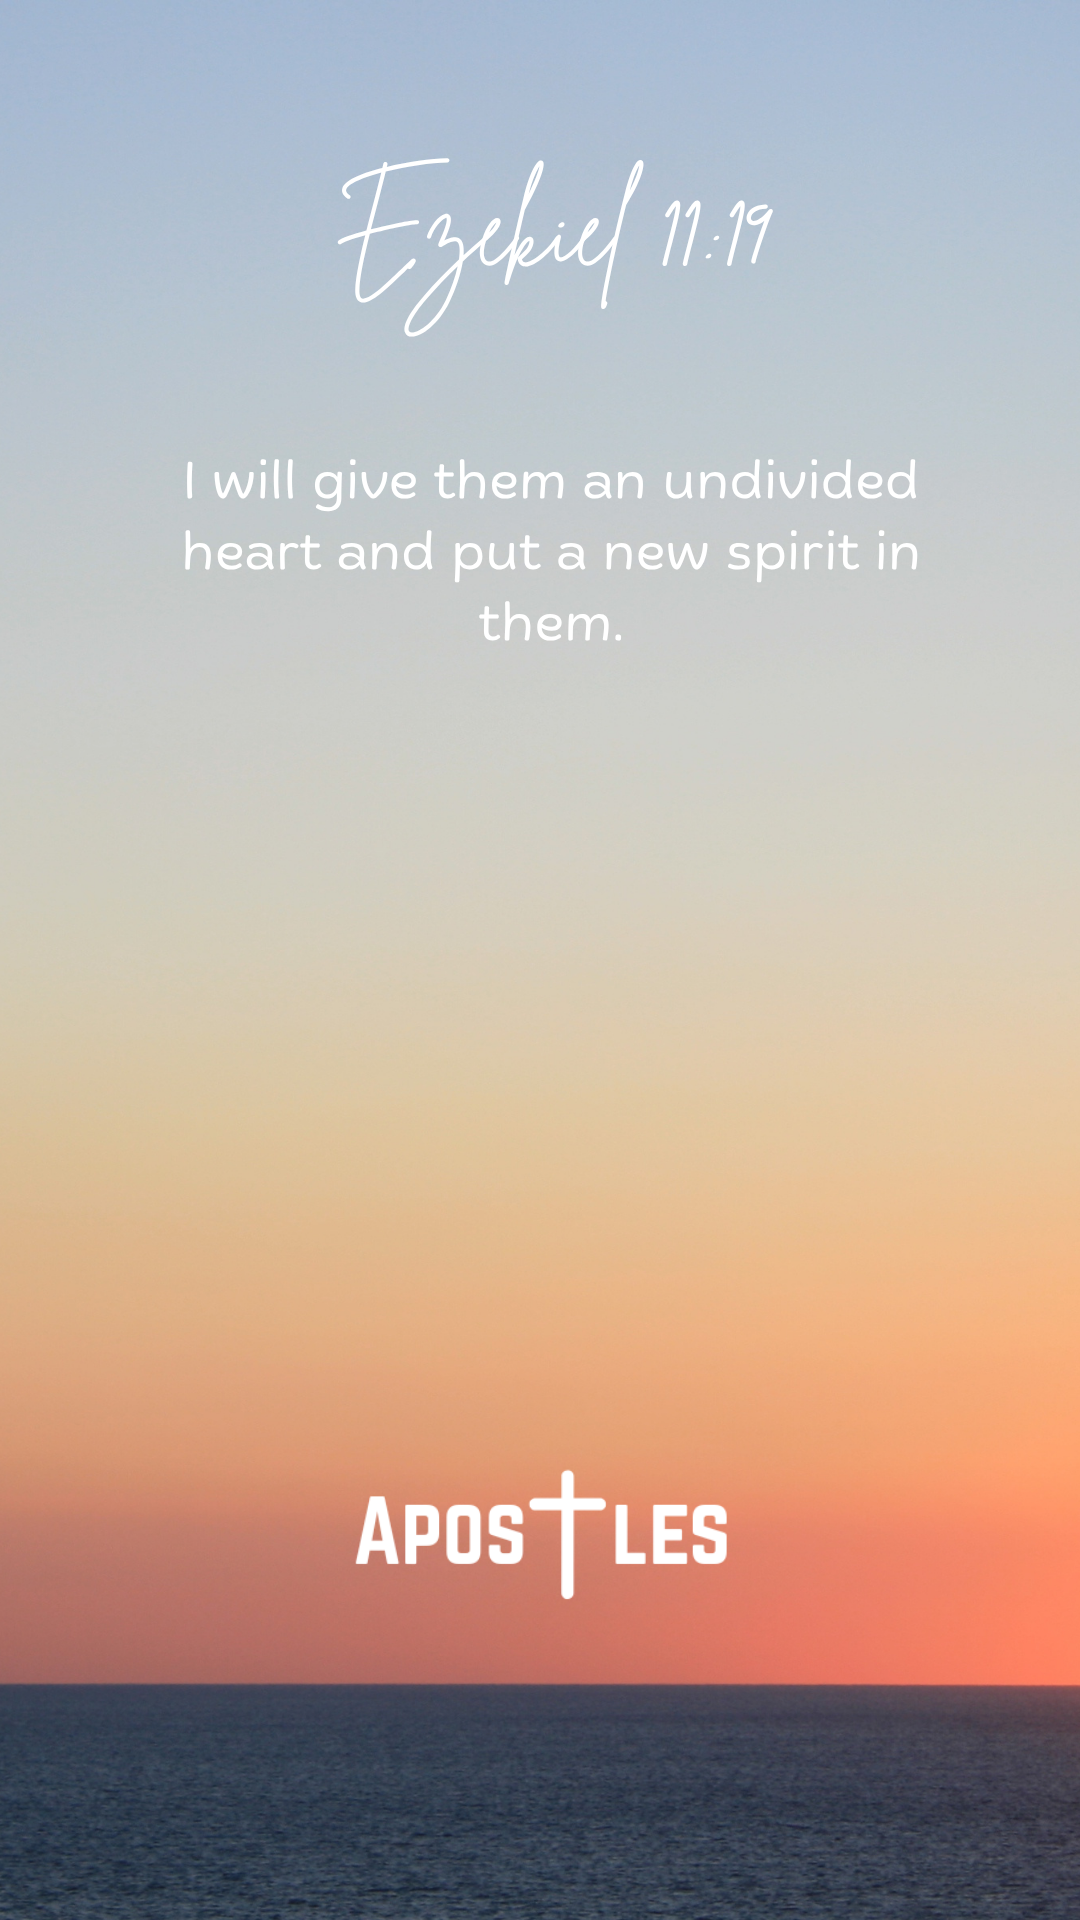 Ezekiel 11:19
I will give them an undivided
heart and put a new spirit in
them.
Apostles